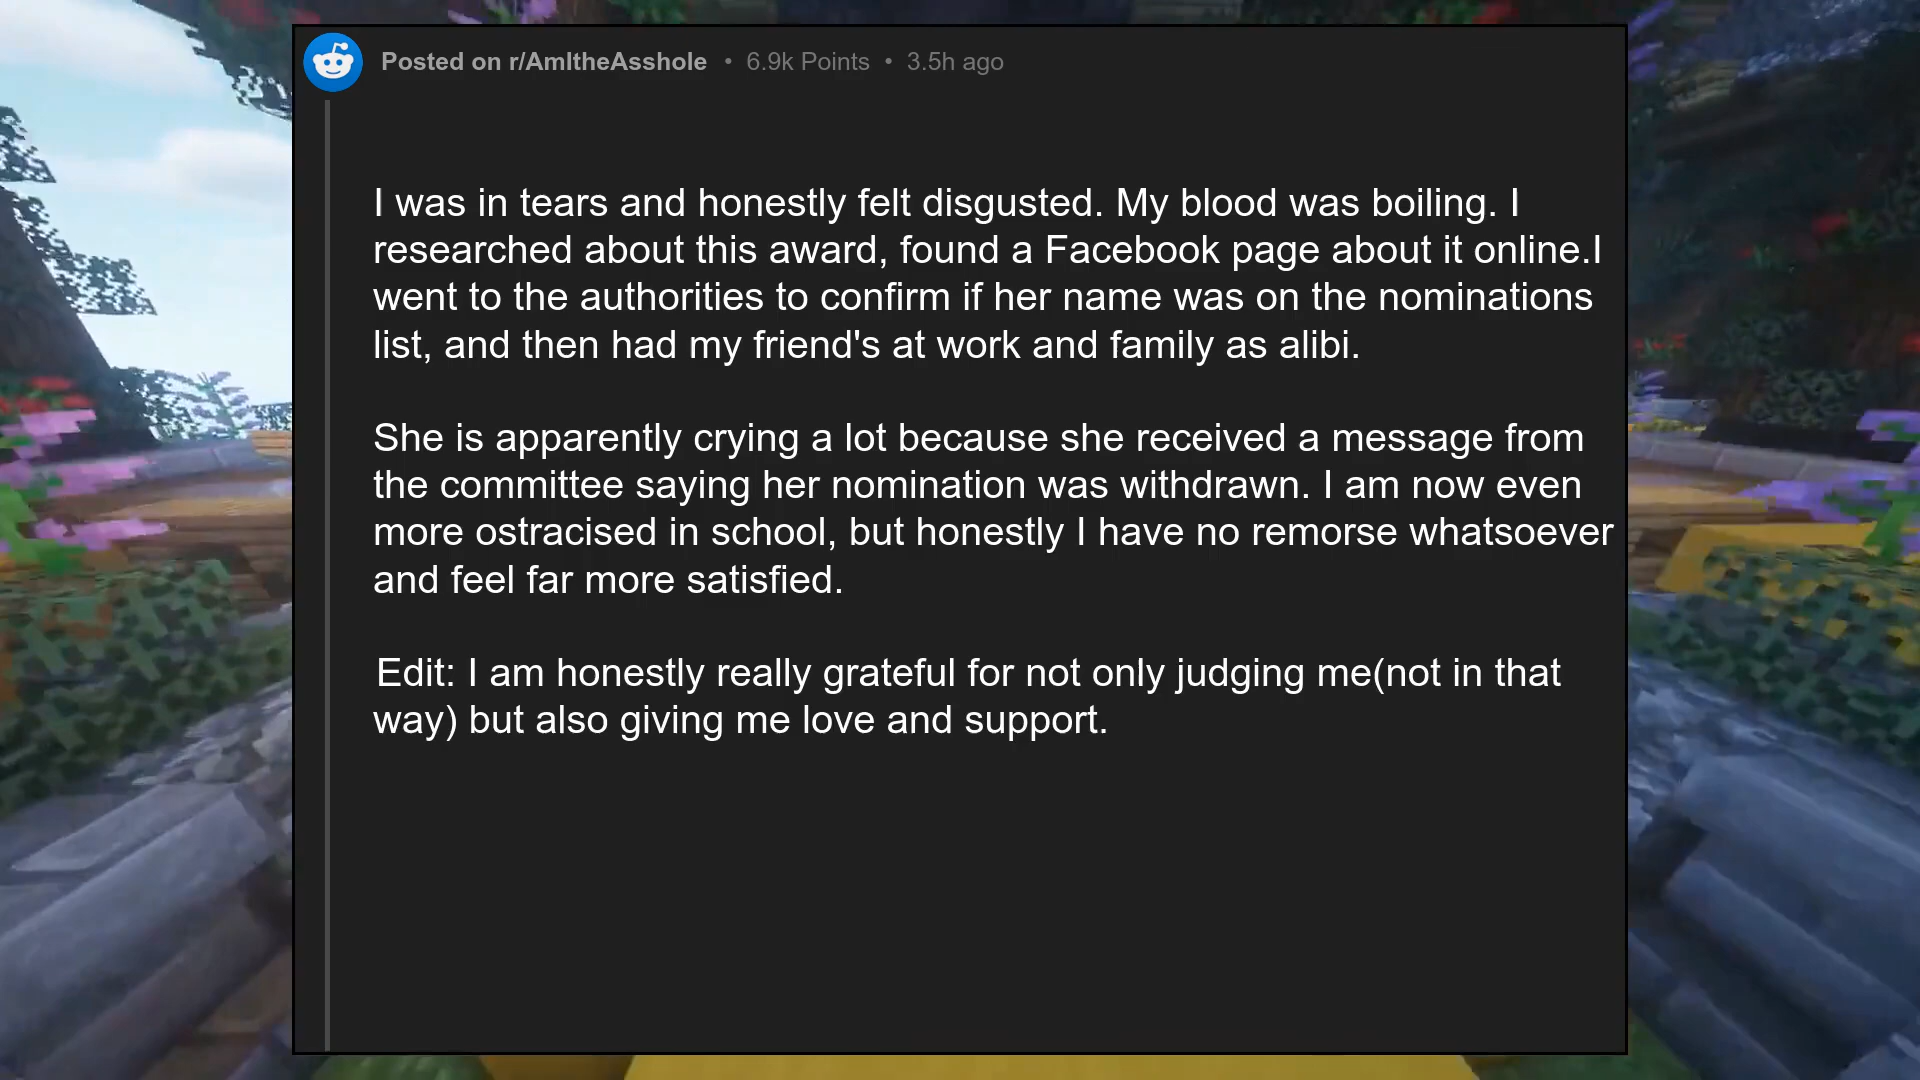 Posted on r/AmItheAsshole • 6.9k Points • 3.5h ago
I was in tears and honestly felt disgusted. My blood was boiling. I
researched about this award, found a Facebook page about it online.I
went to the authorities to confirm if her name was on the nominations
list, and then had my friend's at work and family as alibi.
She is apparently crying a lot because she received a message from
the committee saying her nomination was withdrawn. I am now even
more ostracised in school, but honestly I have no remorse whatsoever
and feel far more satisfied.
Edit: I am honestly really grateful for not only judging me(not in that
way) but also giving me love and support.